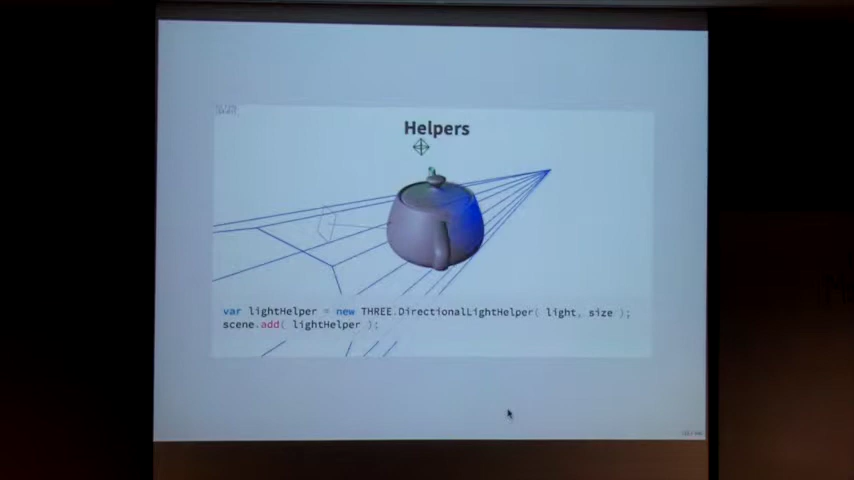 Helpers
var lightHelper = new THREE.DirectionalLightHelper( light, size );
scene.add( lightHelper );